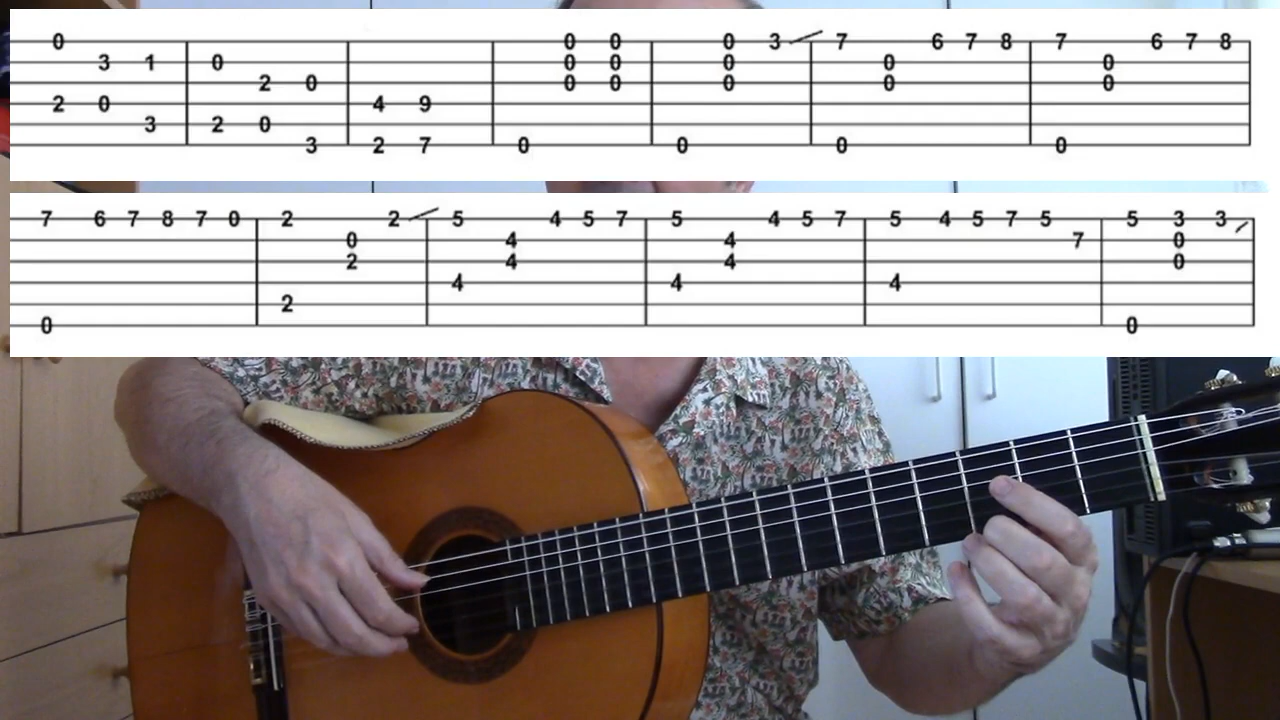 0 0 0 0 3 7 6 7 8 7 6 7 8
3 1 0 0 0 0 0 0
2 0 0 0 0 0 0
2 0 4 9
3 2 0
3 2 7 0 0 0 0
7 6 7 8 7 0 2 2 5 4 5 7 5 4 5 7 5 4 5 7 5 5 3 3
0 4 4 7 0
2 4 4 0
4 4 4
2
0 0